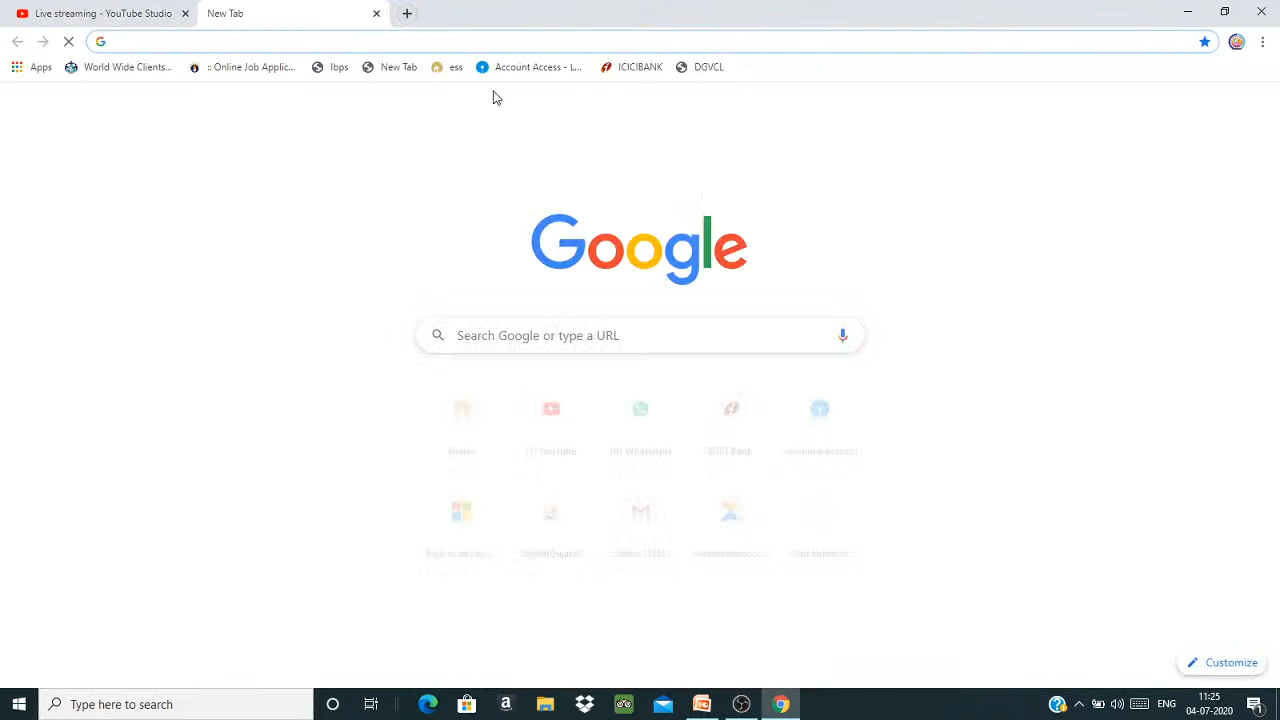 Live streaming - YouTube Studio
New Tab
Apps World Wide Clients... :: Online Job Applic... Ibps New Tab ess Account Access - L... ICICIBANK DGVCL
Google
Search Google or type a URL
YouTube Bank
Customize
Type here to search
ENG
11:25
04-07-2020